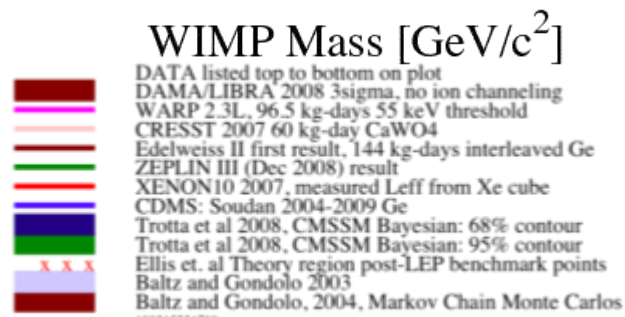 WIMP Mass [GeV/c²]
DATA listed top to bottom on plot
DAMA/LIBRA 2008 3sigma, no ion channeling
WARP 2.3L, 96.5 kg-days 55 keV threshold
CRESST 2007 60 kg-day CaWO4
Edelweiss II first result, 144 kg-days interleaved Ge
ZEPLIN III (Dec 2008) result
XENON10 2007, measured Leff from Xe cube
CDMS: Soudan 2004-2009 Ge
Trotta et al 2008, CMSSM Bayesian: 68% contour
Trotta et al 2008, CMSSM Bayesian: 95% contour
x x x Ellis et. al Theory region post-LEP benchmark points
Baltz and Gondolo 2003
Baltz and Gondolo, 2004, Markov Chain Monte Carlos